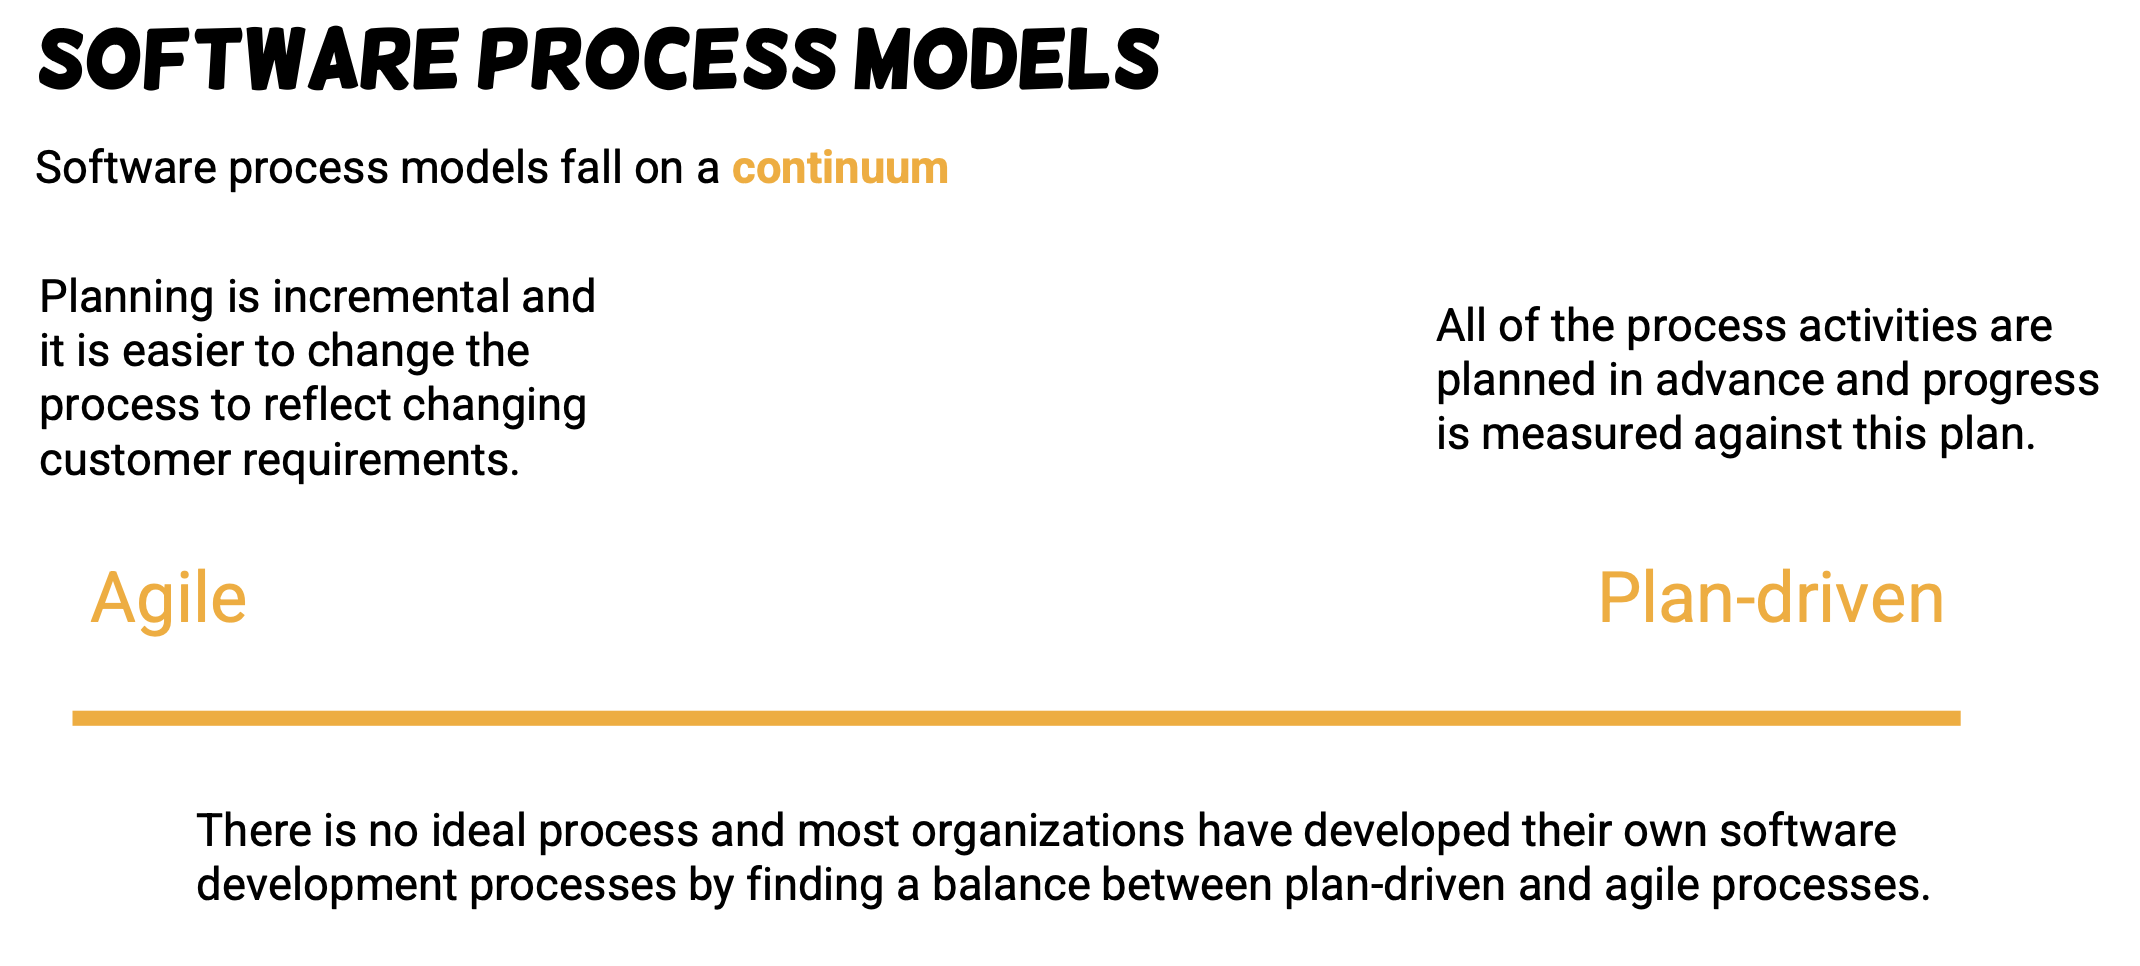 SOFTWARE PROCESS MODELS
Software process models fall on a continuum
Planning is incremental and
it is easier to change the
process to reflect changing
customer requirements.
All of the process activities are
planned in advance and progress
is measured against this plan.
Agile
Plan-driven
There is no ideal process and most organizations have developed their own software
development processes by finding a balance between plan-driven and agile processes.